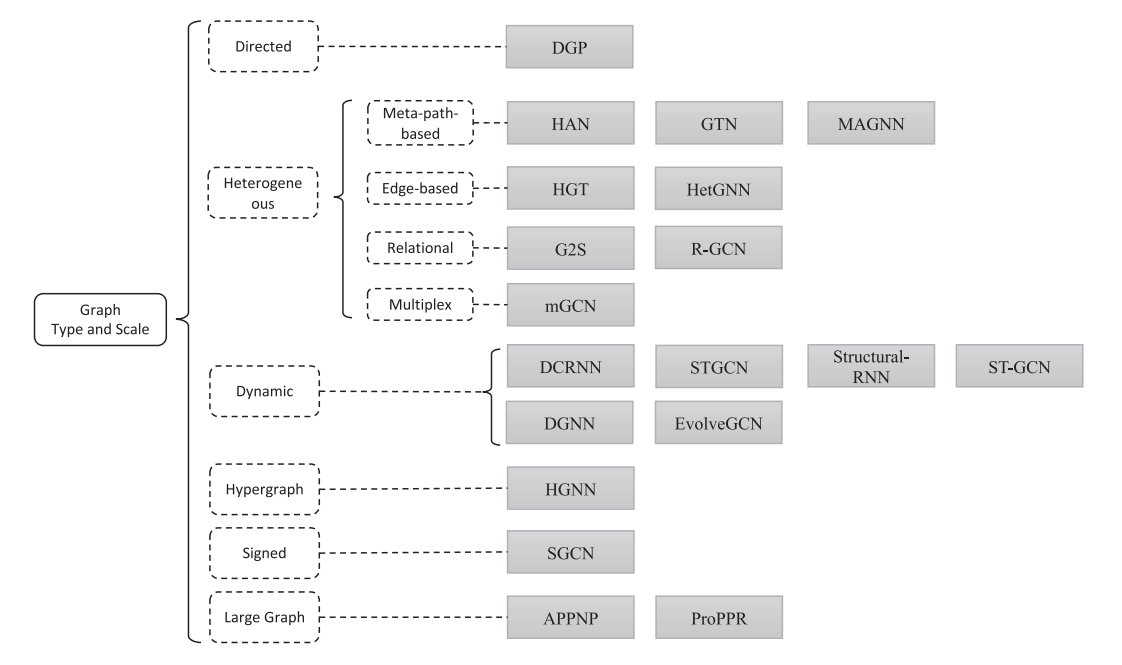 Directed
DGP
Meta-path-
based
HAN
GTN
MAGNN
Heterogene
ous
Edge-based
HGT
HetGNN
Relational
G2S
R-GCN
Multiplex
mGCN
Graph
Type and Scale
Dynamic
DCRNN
STGCN
Structural-
RNN
ST-GCN
DGNN
EvolveGCN
Hypergraph
HGNN
Signed
SGCN
Large Graph
APPNP
ProPPR